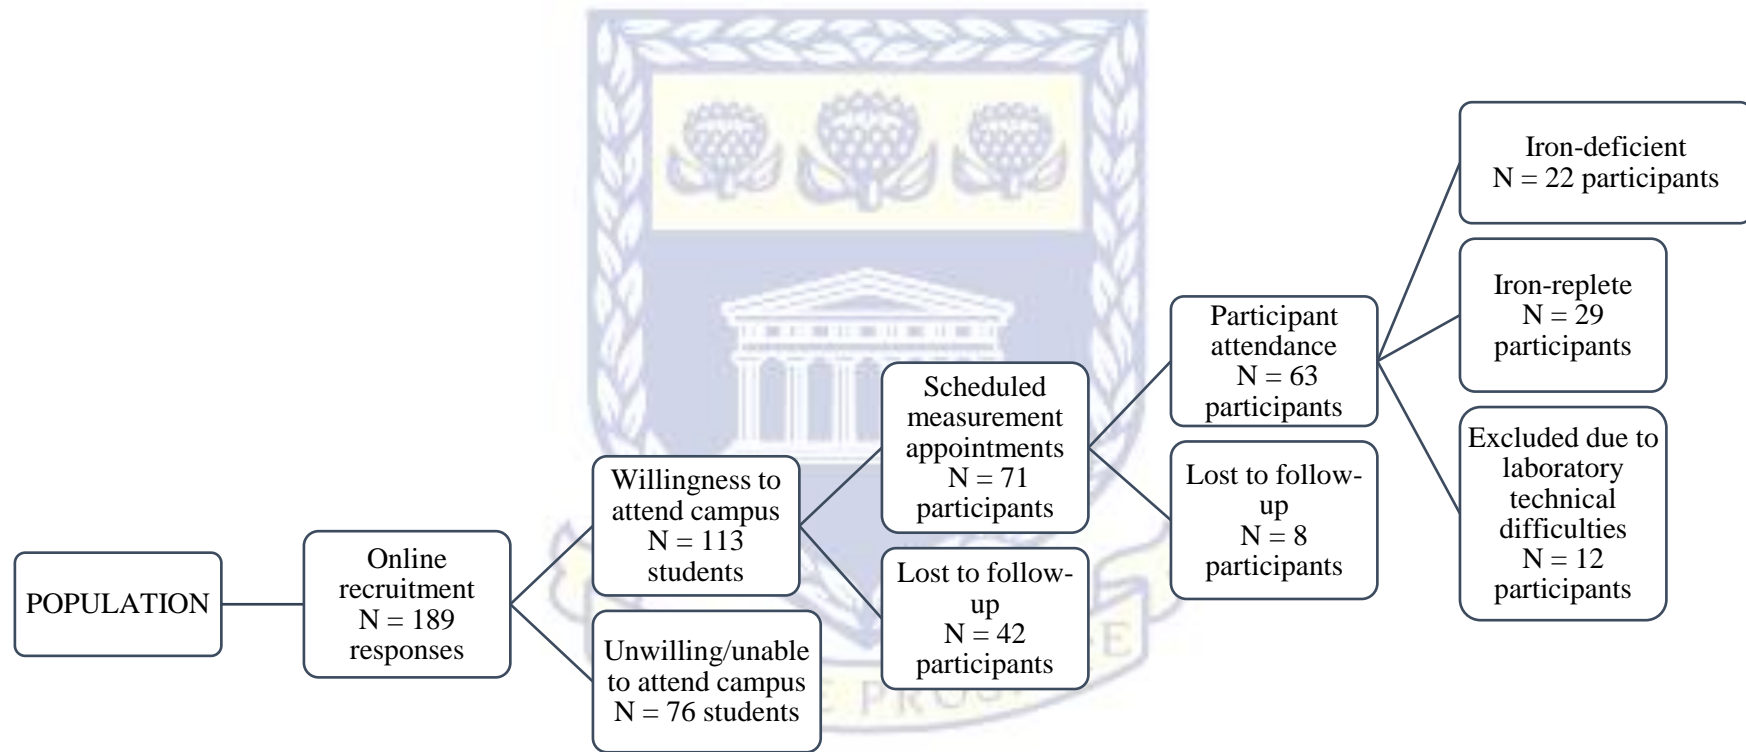 POPULATION
Online
recruitment
N = 189
responses
Willingness to
attend campus
N = 113
students
Unwilling/unable
to attend campus
N = 76 students
Scheduled
measurement
appointments
N = 71
participants
Lost to follow-
up
N = 42
participants
Participant
attendance
N = 63
participants
Lost to follow-
up
N = 8
participants
Iron-deficient
N = 22 participants
Iron-replete
N = 29
participants
Excluded due to
laboratory
technical
difficulties
N = 12
participants